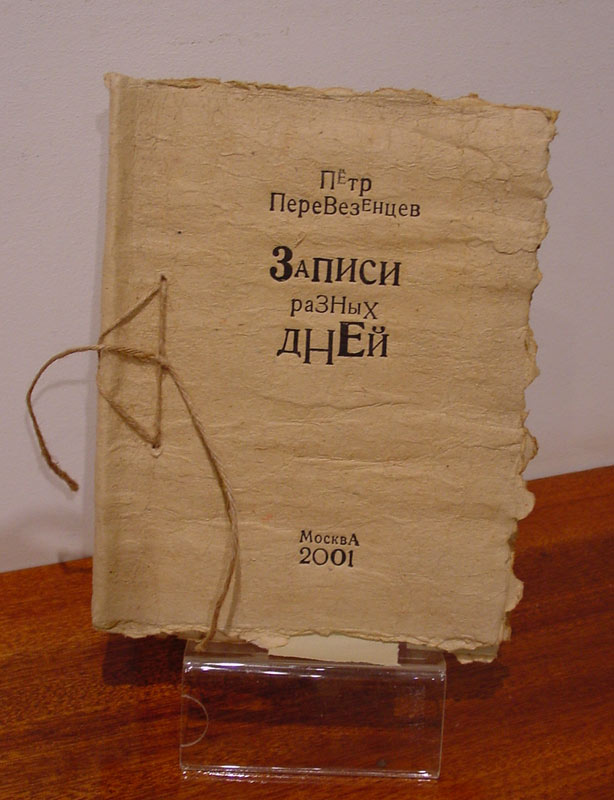 Пётр
ПереВезенцев
ЗаПИСИ
раЗНыХ
ДНЕЙ
МосквА
2001